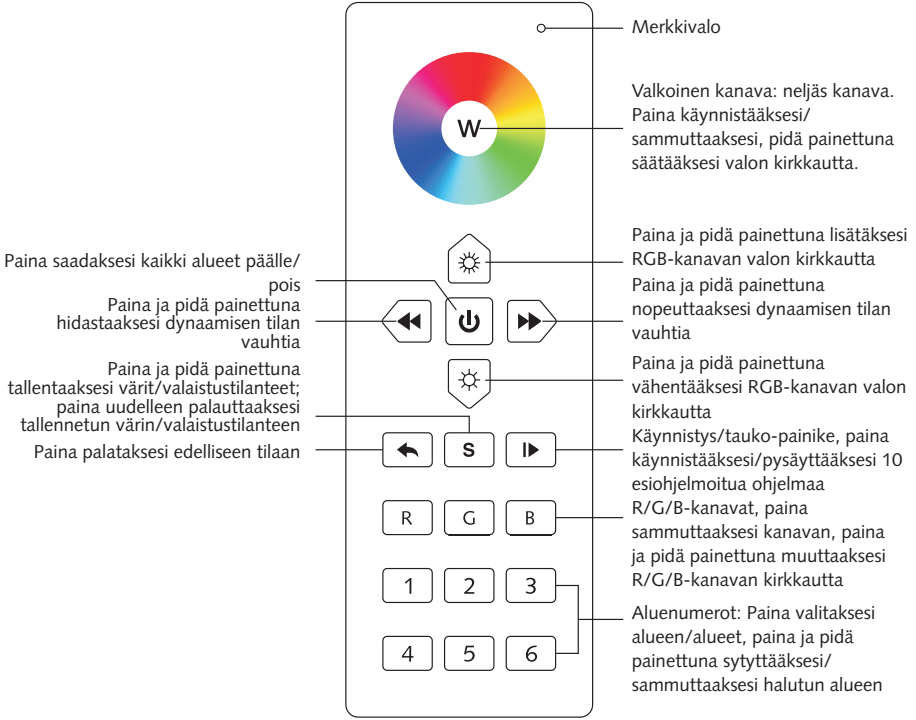 Merkkivalo
Valkoinen kanava: neljäs kanava.
Paina käynnistääksesi/
sammuttaaksesi, pidä painettuna
säätääksesi valon kirkkautta.
W
Paina ja pidä painettuna lisätäksesi
RGB-kanavan valon kirkkautta
Paina saadaksesi kaikki alueet päälle/
pois
Paina ja pidä painettuna
hidastaaksesi dynaamisen tilan
vauhtia
Paina ja pidä painettuna
nopeuttaaksesi dynaamisen tilan
vauhtia
Paina ja pidä painettuna
tallentaaksesi värit/valaistustilanteet;
paina uudelleen palauttaaksesi
tallennetun värin/valaistustilanteen
Paina ja pidä painettuna
vähentääksesi RGB-kanavan valon
kirkkautta
Paina palataksesi edelliseen tilaan
S
Käynnistys/tauko-painike, paina
käynnistääksesi/pysäyttääksesi 10
esiohjelmoitua ohjelmaa
R G B
R/G/B-kanavat, paina
sammuttaaksesi kanavan, paina
ja pidä painettuna muuttaaksesi
R/G/B-kanavan kirkkautta
1 2 3
4 5 6
Aluenumerot: Paina valitaksesi
alueen/alueet, paina ja pidä
painettuna sytyttääksesi/
sammuttaaksesi halutun alueen